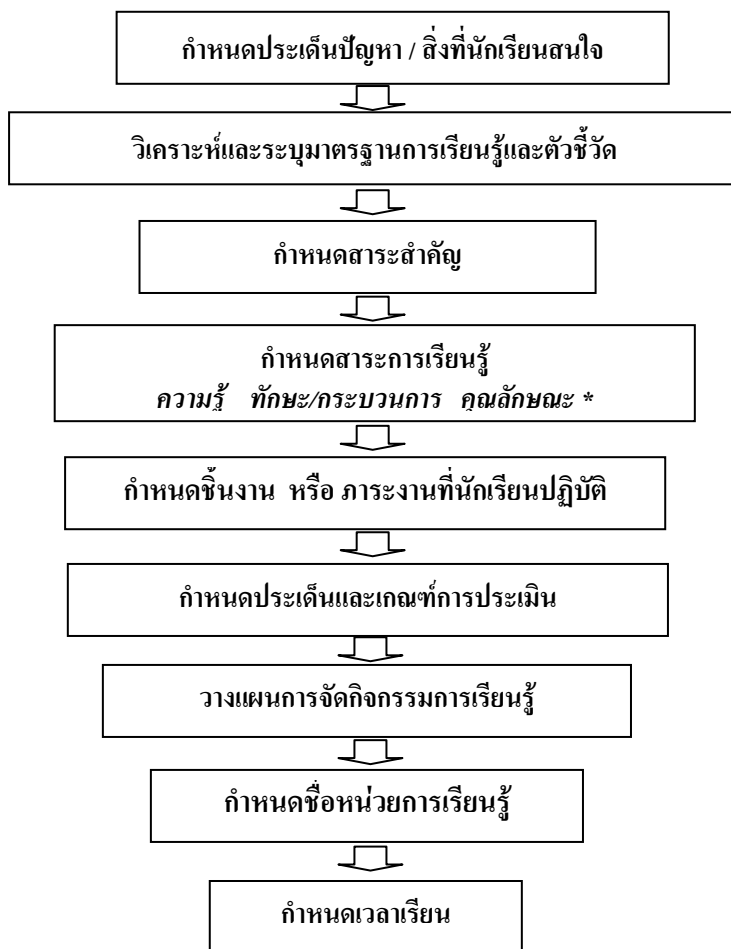 กำหนดประเด็นปัญหา / สิ่งที่นักเรียนสนใจ
วิเคราะห์และระบุมาตรฐานการเรียนรู้และตัวชี้วัด
กำหนดสาระสำคัญ
กำหนดสาระการเรียนรู้
ความรู้ ทักษะ/กระบวนการ คุณลักษณะ *
กำหนดชิ้นงาน หรือ ภาระงานที่นักเรียนปฏิบัติ
กำหนดประเด็นและเกณฑ์การประเมิน
วางแผนการจัดกิจกรรมการเรียนรู้
กำหนดชื่อหน่วยการเรียนรู้
กำหนดเวลาเรียน